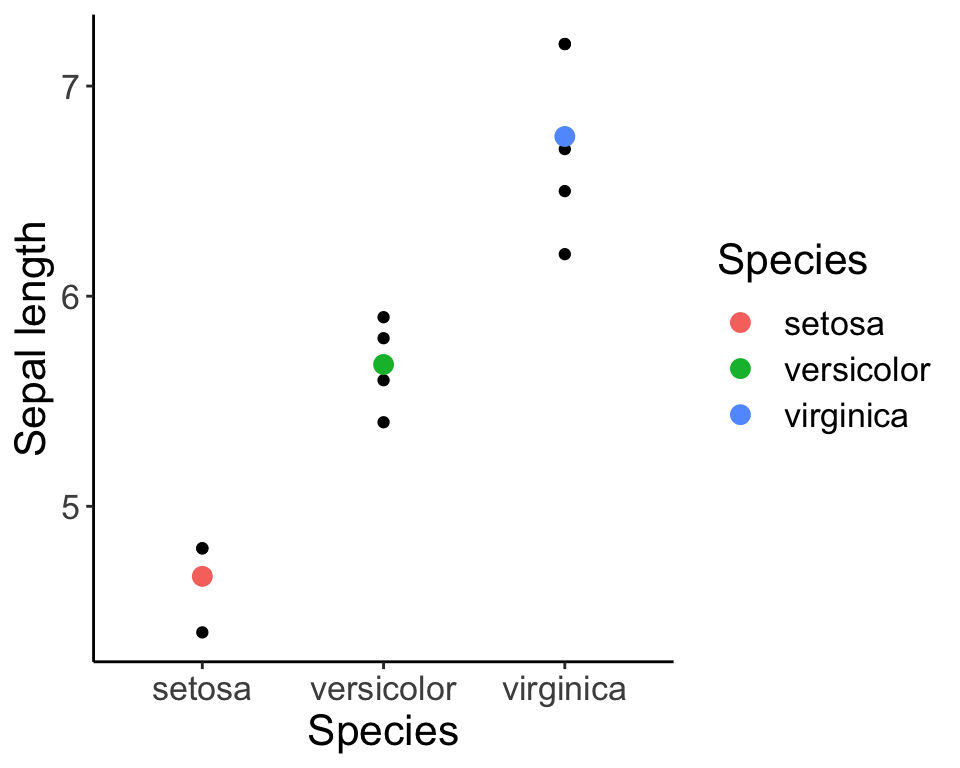 Sepal length
7
6
5
setosa versicolor virginica
Species
Species
setosa
versicolor
virginica